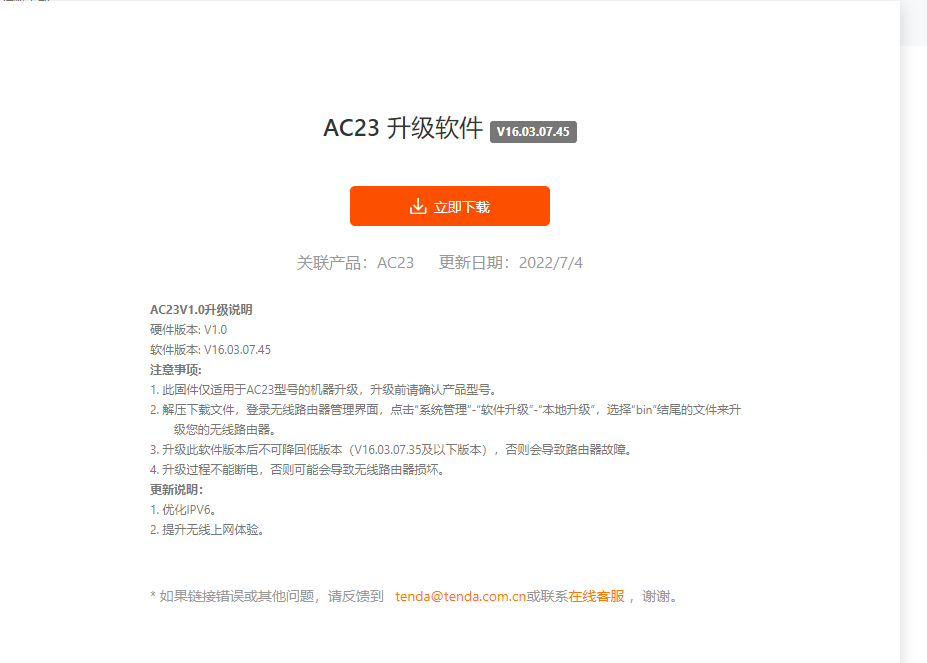 AC23 升级软件 V16.03.07.45
立即下载
关联产品：AC23 更新日期：2022/7/4
AC23V1.0升级说明
硬件版本: V1.0
软件版本: V16.03.07.45
注意事项:
1. 此固件仅适用于AC23型号的机器升级，升级前请确认产品型号。
2. 解压下载文件，登录无线路由器管理界面，点击“系统管理”-“软件升级”-“本地升级”，选择“bin”结尾的文件来升
级您的无线路由器。
3. 升级此软件版本后不可降回低版本（V16.03.07.35及以下版本），否则会导致路由器故障。
4. 升级过程不能断电，否则可能会导致无线路由器损坏。
更新说明：
1. 优化IPV6。
2. 提升无线上网体验。
* 如果链接错误或其他问题，请反馈到 tenda@tenda.com.cn或联系在线客服 ，谢谢。